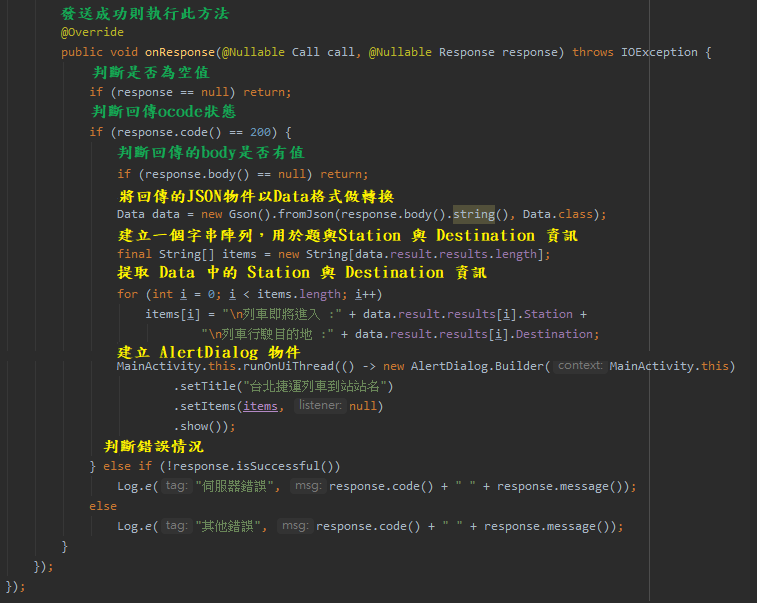 發送成功則執行此方法
@Override
public void onResponse(@Nullable Call call, @Nullable Response response) throws IOException {
判斷是否為空值
if (response == null) return;
判斷回傳ocode狀態
if (response.code() == 200) {
判斷回傳的body是否有值
if (response.body() == null) return;
將回傳的JSON物件以Data格式做轉換
Data data = new Gson().fromJson(response.body().string(), Data.class);
建立一個字串陣列，用於題與Station 與 Destination 資訊
final String[] items = new String[data.result.results.length];
提取 Data 中的 Station 與 Destination 資訊
for (int i = 0; i < items.length; i++)
items[i] = "\n列車即將進入 :" + data.result.results[i].Station +
"\n列車行駛目的地 :" + data.result.results[i].Destination;
建立 AlertDialog 物件
MainActivity.this.runOnUiThread(() -> new AlertDialog.Builder( context: MainActivity.this)
.setTitle("台北捷運列車到站站名")
.setItems(items, listener: null)
.show());
判斷錯誤情況
} else if (!response.isSuccessful())
Log.e( tag: "伺服器錯誤", msg: response.code() + " " + response.message());
else
Log.e( tag: "其他錯誤", msg: response.code() + " " + response.message());
}
});
});